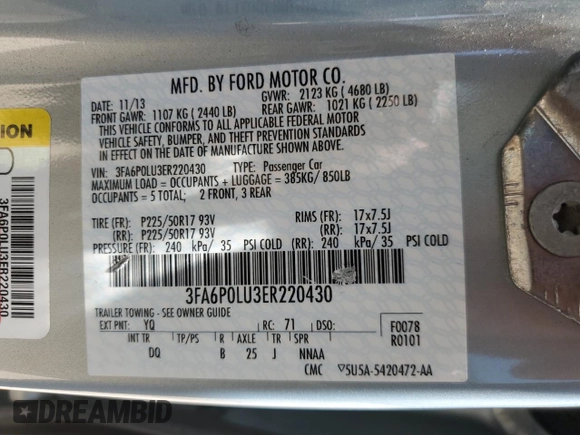 MFD. BY FORD MOTOR CO.
DATE: 11/13 GVWR: 2123 KG ( 4680 LB)
FRONT GAWR: 1107 KG ( 2440 LB) REAR GAWR: 1021 KG ( 2250 LB)
THIS VEHICLE CONFORMS TO ALL APPLICABLE FEDERAL MOTOR
VEHICLE SAFETY, BUMPER, AND THEFT PREVENTION STANDARDS
IN EFFECT ON THE DATE OF MANUFACTURE SHOWN ABOVE.
VIN: 3FA6P0LU3ER220430 TYPE: Passenger Car
MAXIMUM LOAD = OCCUPANTS + LUGGAGE = 385KG/ 850LB
OCCUPANTS = 5 TOTAL; 2 FRONT, 3 REAR
TIRE (FR): P225/50R17 93V RIMS (FR): 17x7.5J
(RR): P225/50R17 93V (RR): 17x7.5J
PRESSURE (FR): 240 kPa/ 35 PSI COLD (RR): 240 kPa/ 35 PSI COLD
3FA6P0LU3ER220430
TRAILER TOWING - SEE OWNER GUIDE
EXT PNT: YQ RC: 71 DSO: F0078
INT TR TP/PS R AXLE TR SPR R0101
DQ B 25 J NNAA
CMC 5U5A-5420472-AA
3FA6P0LU3ER220430
DREAMBID